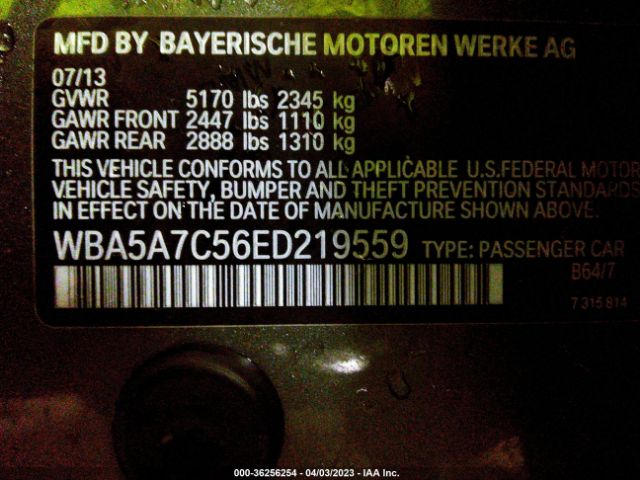 MFD BY BAYERISCHE MOTOREN WERKE AG
07/13
GVWR 5170 lbs 2345 kg
GAWR FRONT 2447 lbs 1110 kg
GAWR REAR 2888 lbs 1310 kg
THIS VEHICLE CONFORMS TO ALL APPLICABLE U.S.FEDERAL MOTOR
VEHICLE SAFETY, BUMPER AND THEFT PREVENTION STANDARDS
IN EFFECT ON THE DATE OF MANUFACTURE SHOWN ABOVE.
WBA5A7C56ED219559 TYPE: PASSENGER CAR
B64/7
7 315 814
000-36256254 - 04/03/2023 - IAA Inc.